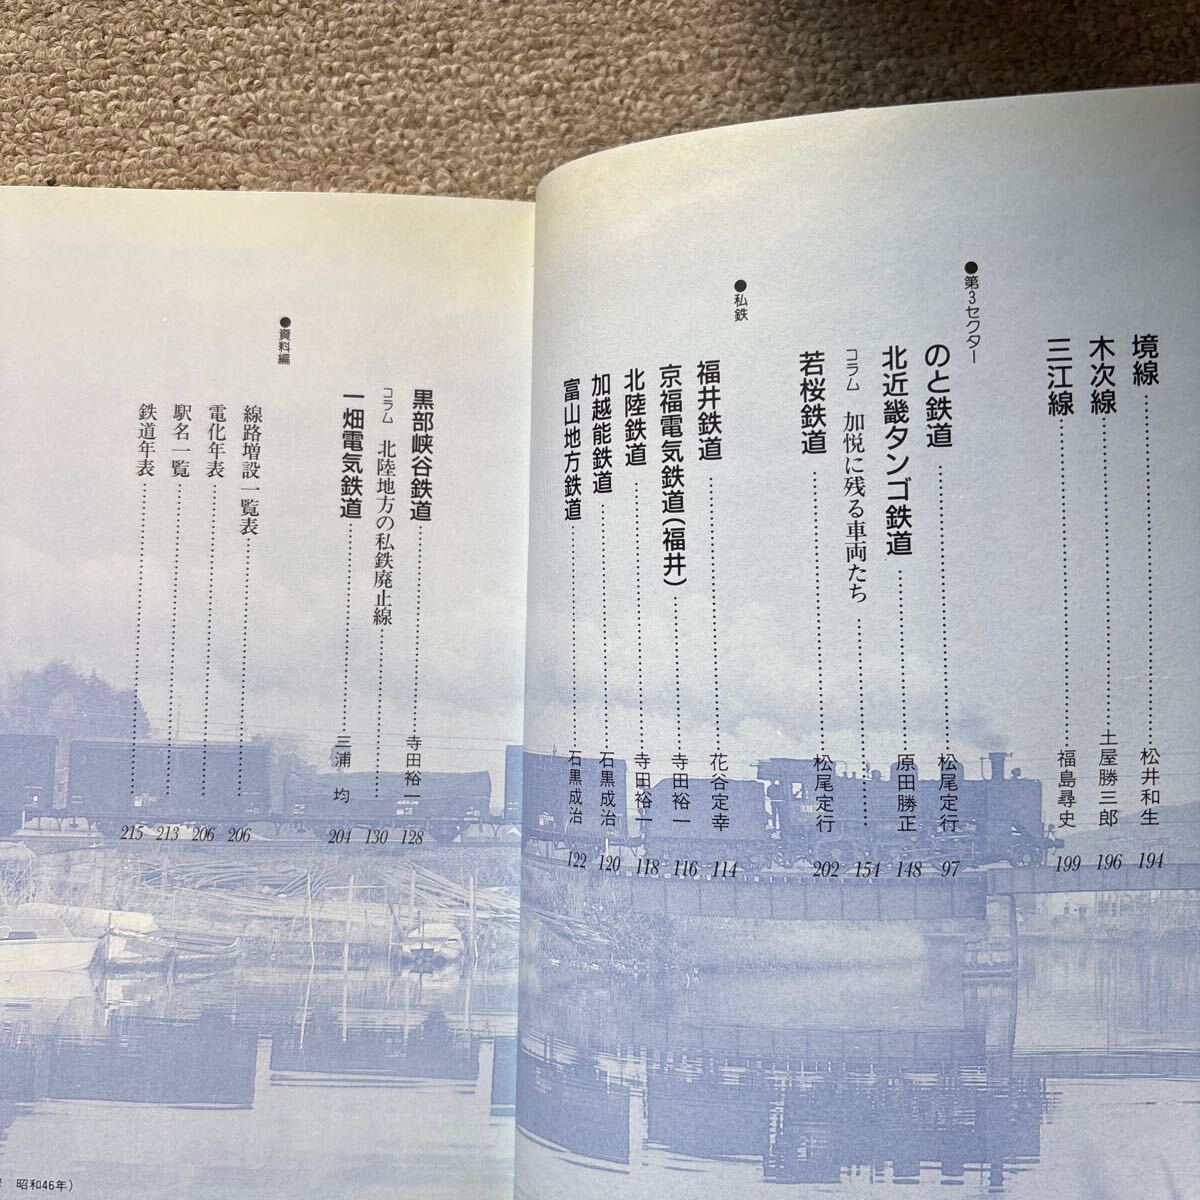 境線 松井和生 194
木次線 土屋勝三郎 196
三江線 福島尋史 199
●第3セクター
のと鉄道 松尾定行 97
北近畿タンゴ鉄道 原田勝正 148
コラム 加悦に残る車両たち 154
若桜鉄道 松尾定行 202
●私鉄
福井鉄道 花谷定幸 114
京福電気鉄道(福井) 寺田裕一 116
北陸鉄道 寺田裕一 118
加越能鉄道 石黒成治 120
富山地方鉄道 石黒成治 122
黒部峡谷鉄道 寺田裕一 128
コラム 北陸地方の私鉄廃止線 130
一畑電気鉄道 三浦 均 204
●資料編
線路増設一覧表 206
電化年表 206
駅名一覧 213
鉄道年表 215
昭和46年)